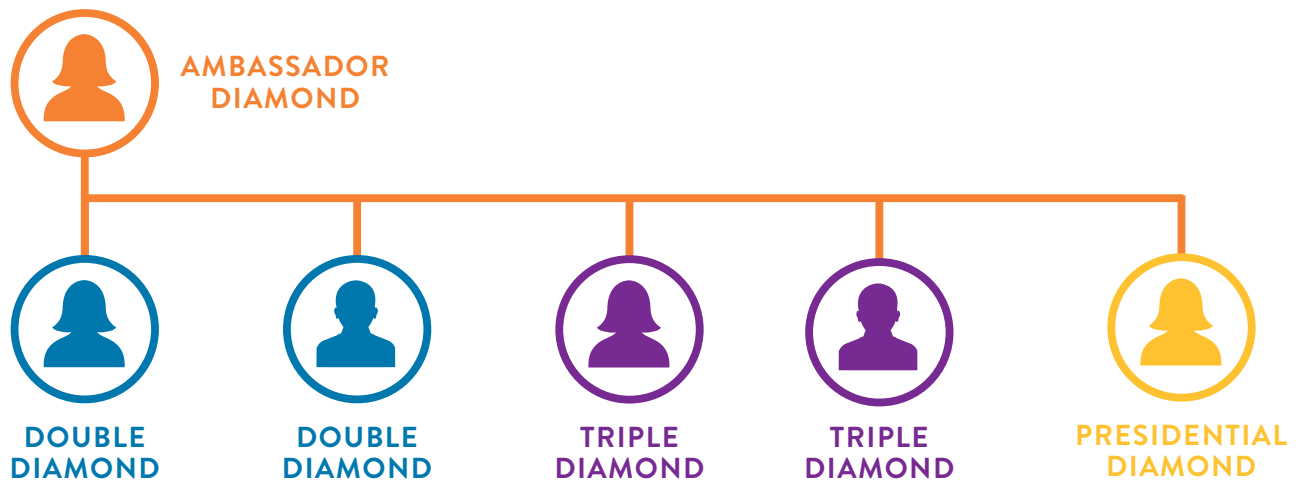 AMBASSADOR
DIAMOND
DOUBLE
DIAMOND
DOUBLE
DIAMOND
TRIPLE
DIAMOND
TRIPLE
DIAMOND
PRESIDENTIAL
DIAMOND